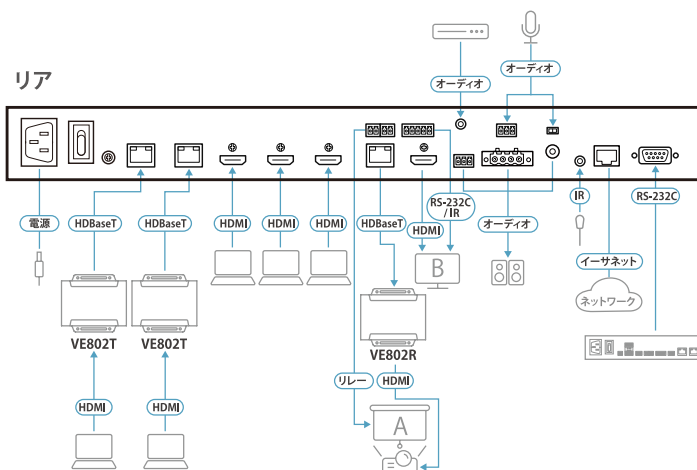 リア
オーディオ
オーディオ
電源
HDBaseT
HDBaseT
HDMI
HDMI
HDMI
HDBaseT
HDMI
RS-232C
/ IR
オーディオ
IR
RS-232C
B
イーサネット
ネットワーク
VE802T
VE802T
VE802R
HDMI
HDMI
リレー
HDMI
A